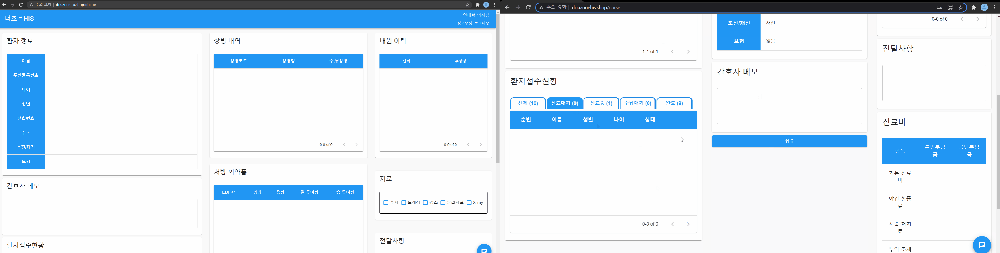 주의 요함 | douzonehis.shop/doctor
더조은HIS
안대혁 의사님
정보수정 로그아웃
환자 정보
이름
주민등록번호
나이
성별
전화번호
주소
초진/재진
보험
간호사 메모
환자접수현황
상병 내역
상병코드 상병명 주,부상병
0-0 of 0
처방 의약품
EDI코드 명칭 용량 일 투여량 총 투여량
내원 이력
날짜 주상병
0-0 of 0
치료
주사 드레싱 깁스 물리치료 X-ray
전달사항
주의 요함 | douzonehis.shop/nurse
1-1 of 1
환자접수현황
전체 (10) 진료대기 (0) 진료중 (1) 수납대기 (0) 완료 (9)
순번 이름 성별 나이 상태
0-0 of 0
초진/재진 재진
보험 없음
간호사 메모
접수
0-0 of 0
전달사항
진료비
항목 본인부담
금 공단부담
금
기본 진료
비
야간 할증
료
시술 처치
료
투약 조제